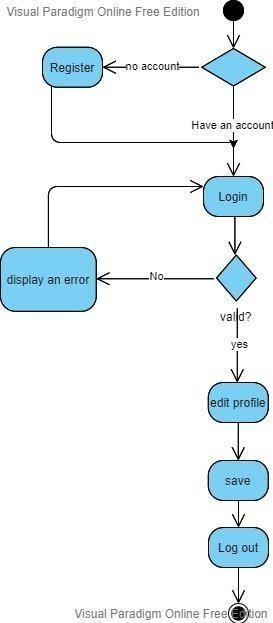 Visual Paradigm Online Free Edition
Register
no account
Have an account
Login
display an error
No
valid?
yes
edit profile
save
Log out
Visual Paradigm Online Free Edition